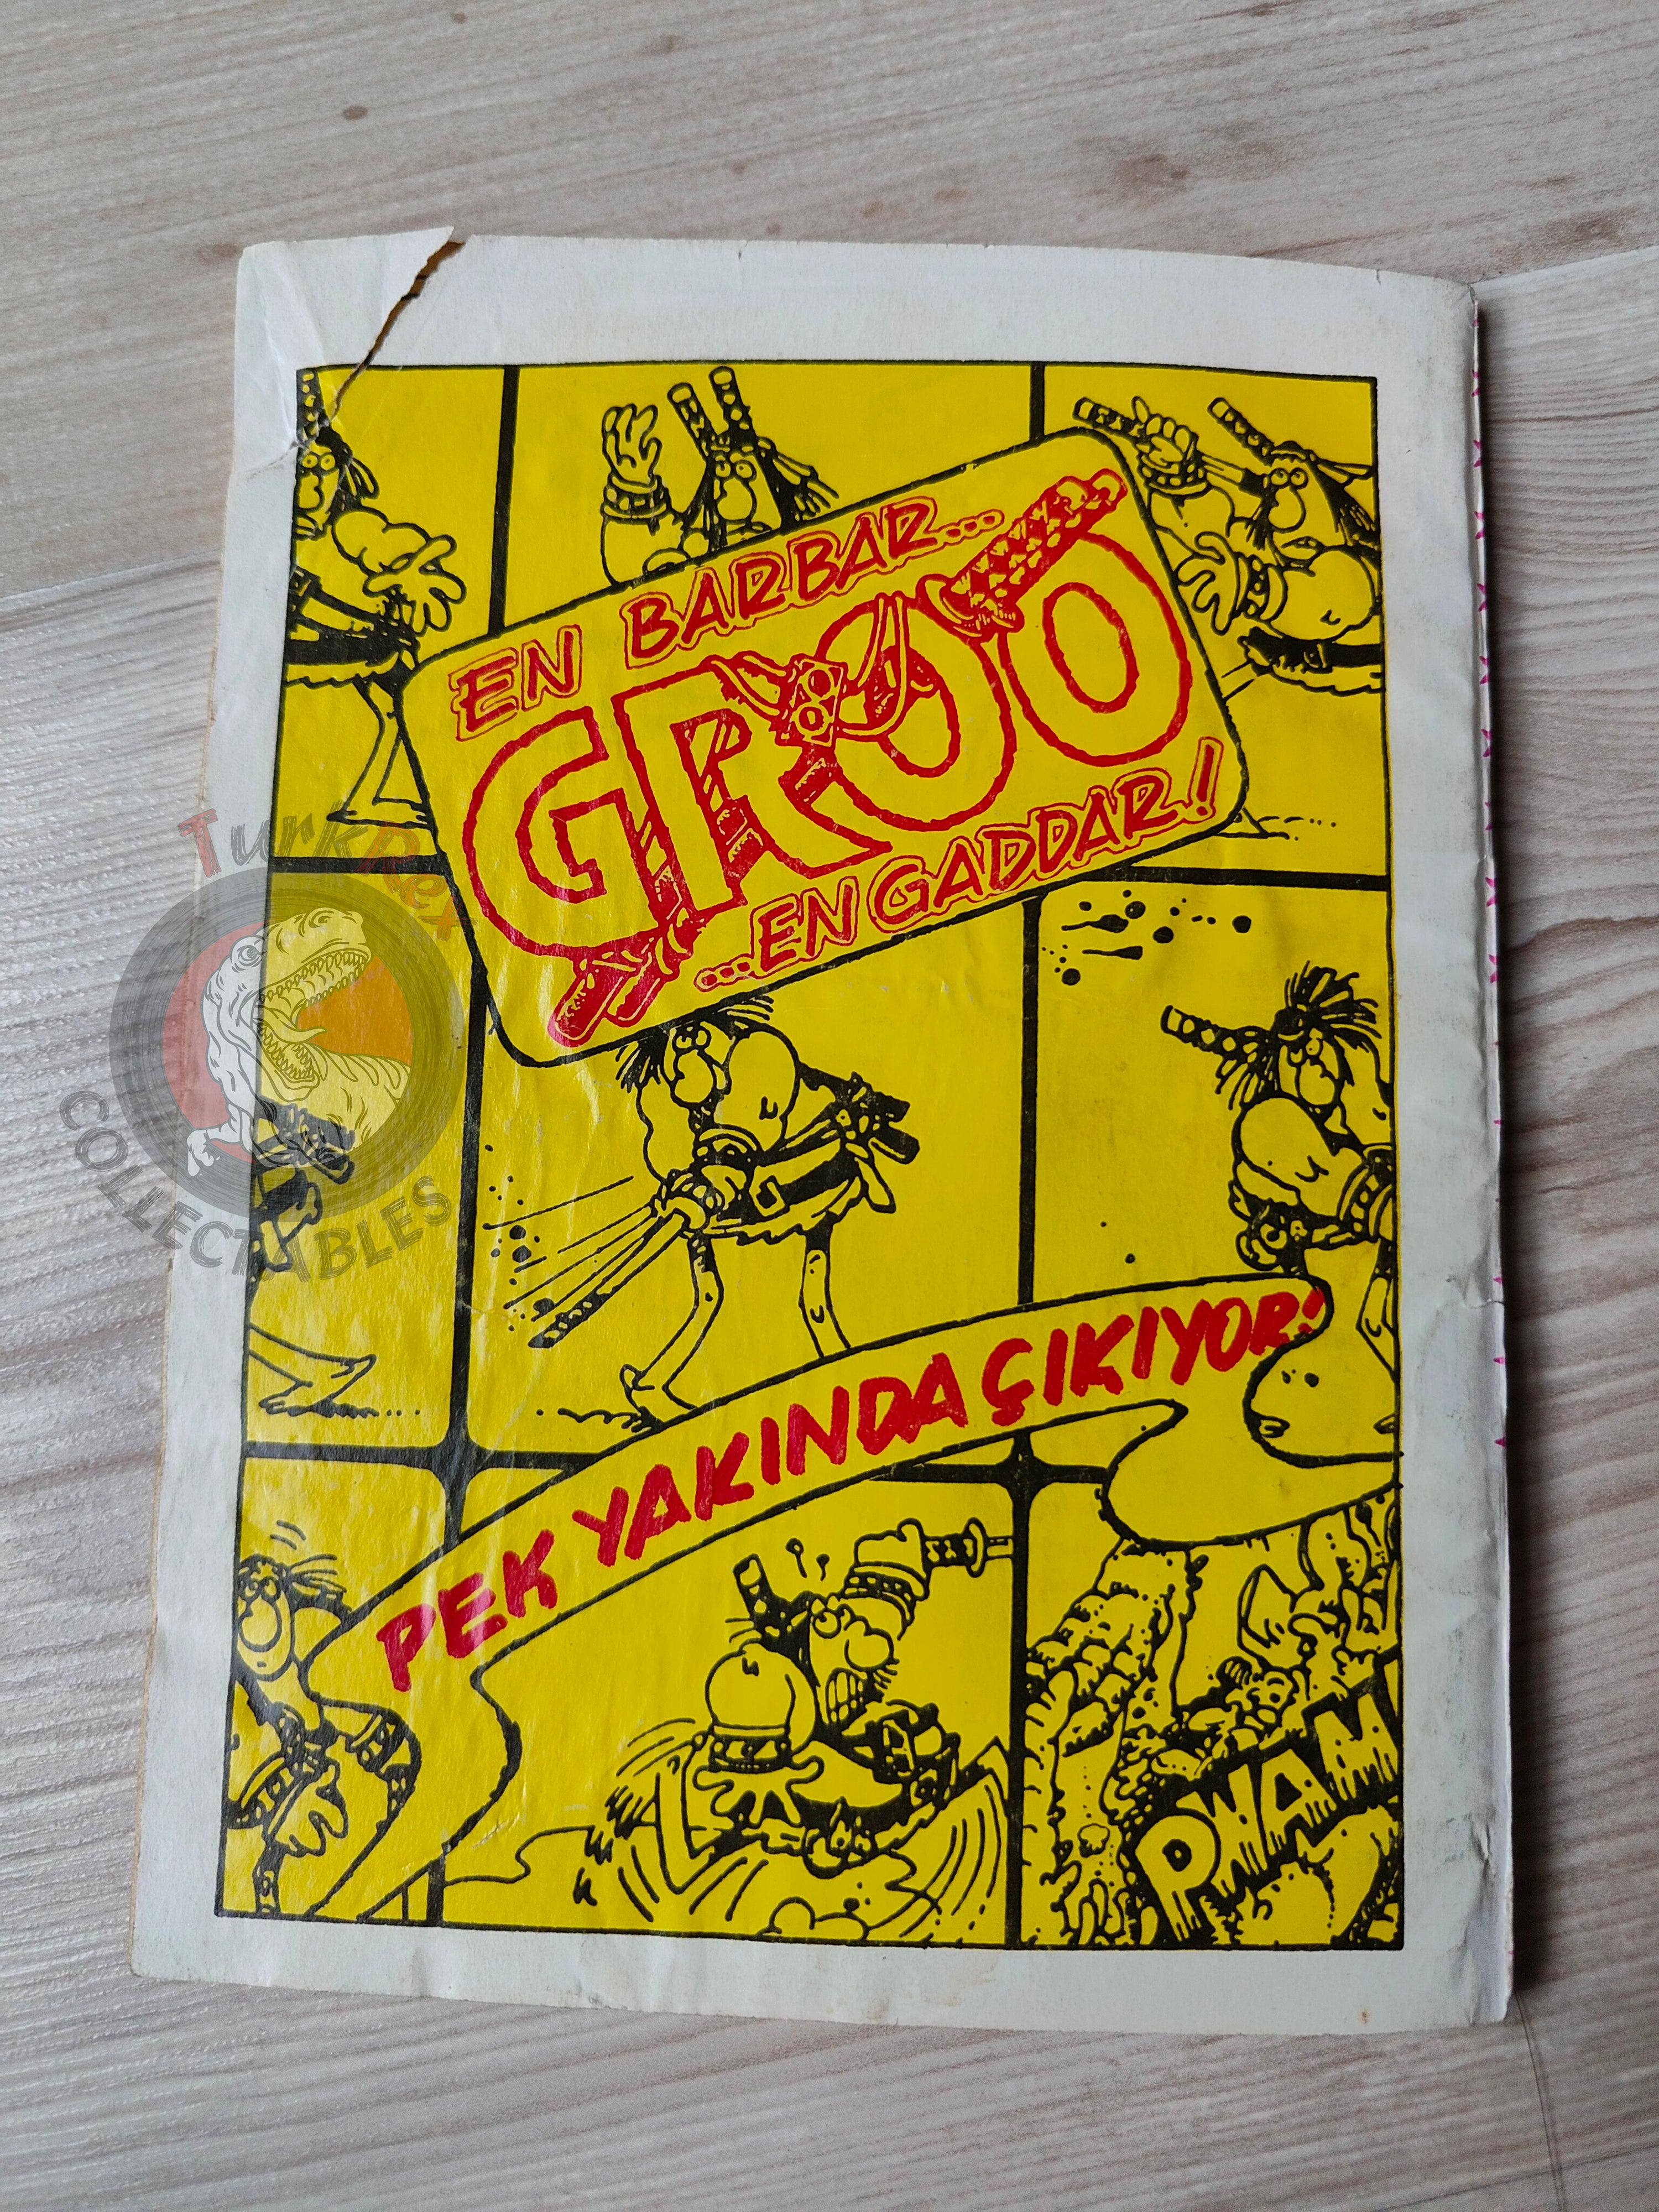 EN BARBAR...
GROO
...EN GADDAR!
TurkRex
COLLECTABLES
PEK YAKINDA ÇIKIYOR!
PWAM